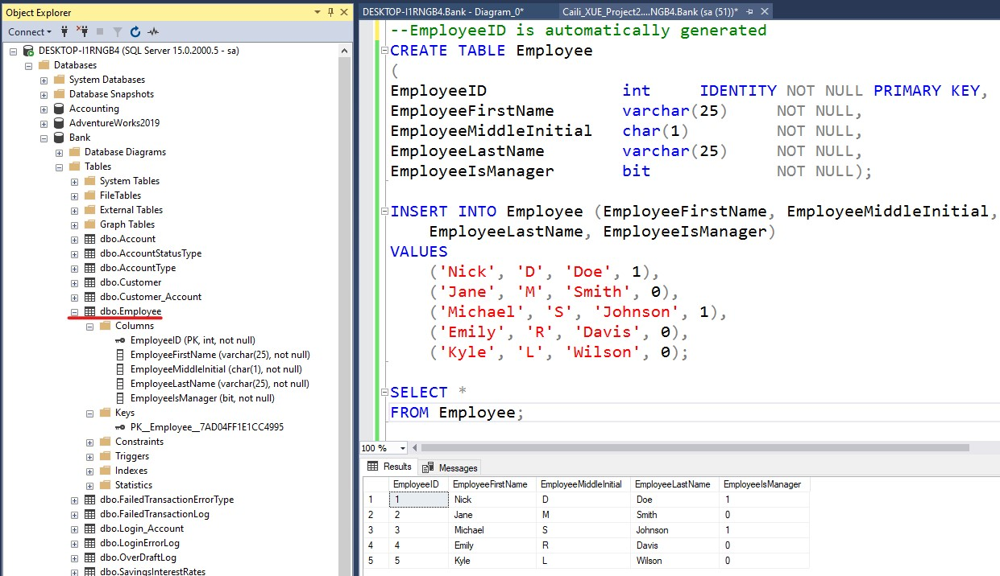 Object Explorer
Connect
DESKTOP-I1RNGB4 (SQL Server 15.0.2000.5 - sa)
Databases
System Databases
Database Snapshots
Accounting
AdventureWorks2019
Bank
Database Diagrams
Tables
System Tables
FileTables
External Tables
Graph Tables
dbo.Account
dbo.AccountStatusType
dbo.AccountType
dbo.Customer
dbo.Customer_Account
dbo.Employee
Columns
EmployeeID (PK, int, not null)
EmployeeFirstName (varchar(25), not null)
EmployeeMiddleInitial (char(1), not null)
EmployeeLastName (varchar(25), not null)
EmployeeIsManager (bit, not null)
Keys
PK__Employee__7AD04FF1E1CC4995
Constraints
Triggers
Indexes
Statistics
dbo.FailedTransactionErrorType
dbo.FailedTransactionLog
dbo.Login_Account
dbo.LoginErrorLog
dbo.OverDraftLog
dbo.SavingsInterestRates
DESKTOP-I1RNGB4.Bank - Diagram_0*
Caili_XUE_Project2....NGB4.Bank (sa (51))*
--EmployeeID is automatically generated
CREATE TABLE Employee
(
EmployeeID int IDENTITY NOT NULL PRIMARY KEY,
EmployeeFirstName varchar(25) NOT NULL,
EmployeeMiddleInitial char(1) NOT NULL,
EmployeeLastName varchar(25) NOT NULL,
EmployeeIsManager bit NOT NULL);
INSERT INTO Employee (EmployeeFirstName, EmployeeMiddleInitial,
EmployeeLastName, EmployeeIsManager)
VALUES
('Nick', 'D', 'Doe', 1),
('Jane', 'M', 'Smith', 0),
('Michael', 'S', 'Johnson', 1),
('Emily', 'R', 'Davis', 0),
('Kyle', 'L', 'Wilson', 0);
SELECT *
FROM Employee;
100 %
Results Messages
EmployeeID EmployeeFirstName EmployeeMiddleInitial EmployeeLastName EmployeeIsManager
1 1 Nick D Doe 1
2 2 Jane M Smith 0
3 3 Michael S Johnson 1
4 4 Emily R Davis 0
5 5 Kyle L Wilson 0